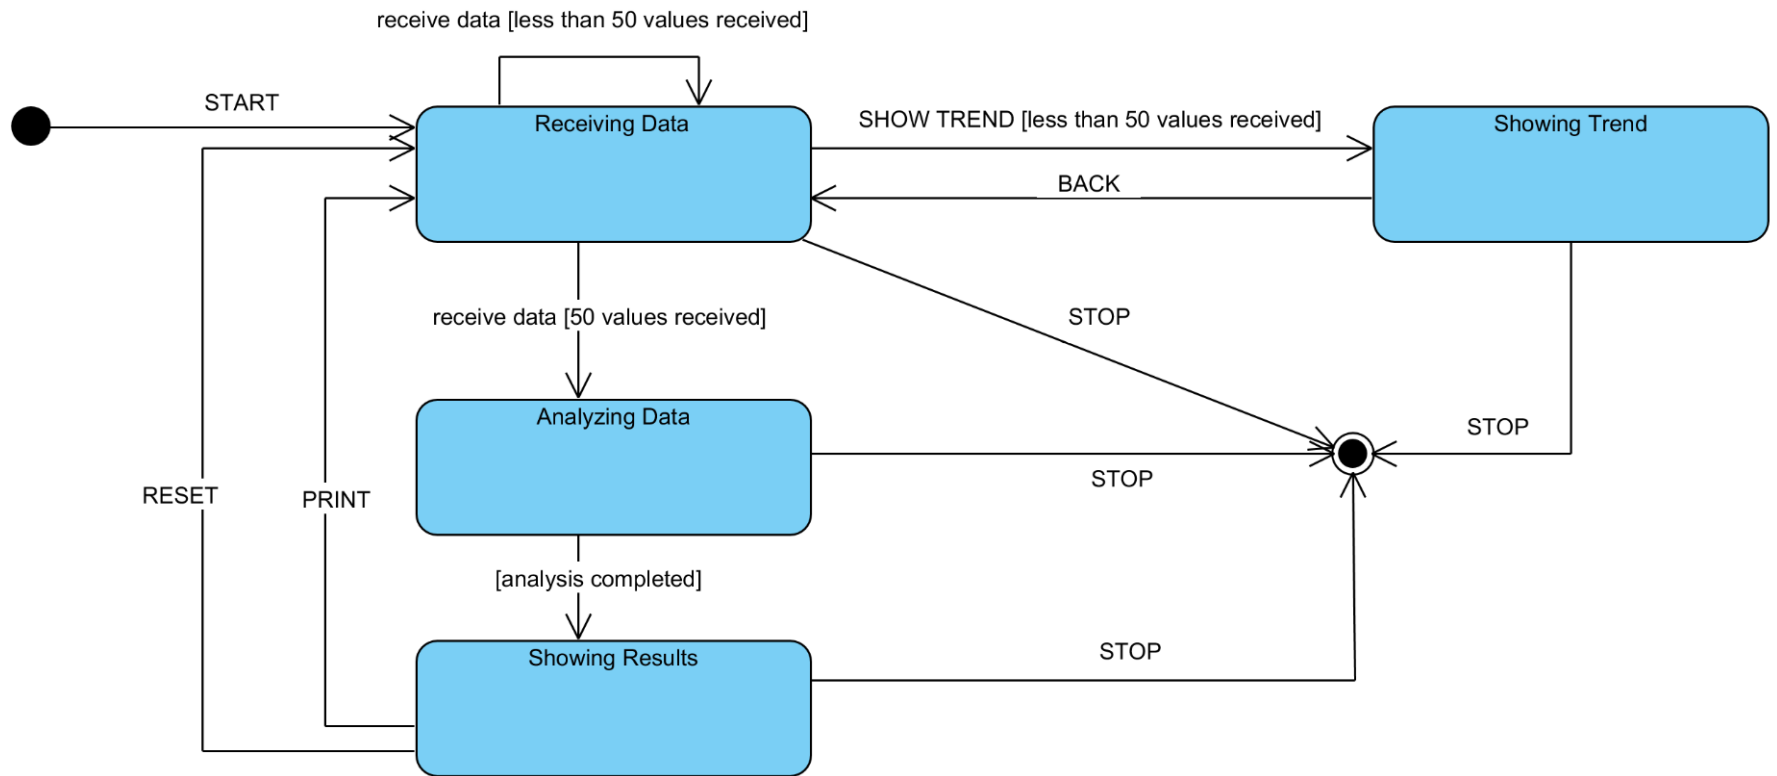 receive data [less than 50 values received]
START
Receiving Data
SHOW TREND [less than 50 values received]
Showing Trend
BACK
receive data [50 values received]
STOP
Analyzing Data
STOP
STOP
RESET
PRINT
[analysis completed]
Showing Results
STOP